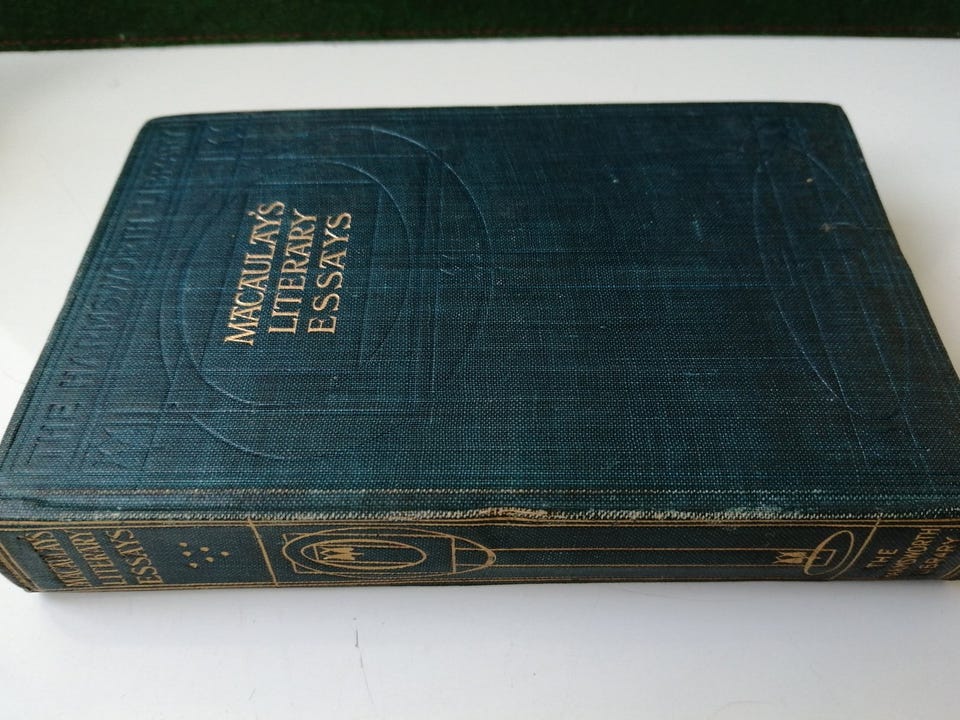 THE HARMSWORTH LIBRARY
MACAULAY'S
LITERARY
ESSAYS
MACAULAY'S
LITERARY
ESSAYS
THE
HARMSWORTH
LIBRARY